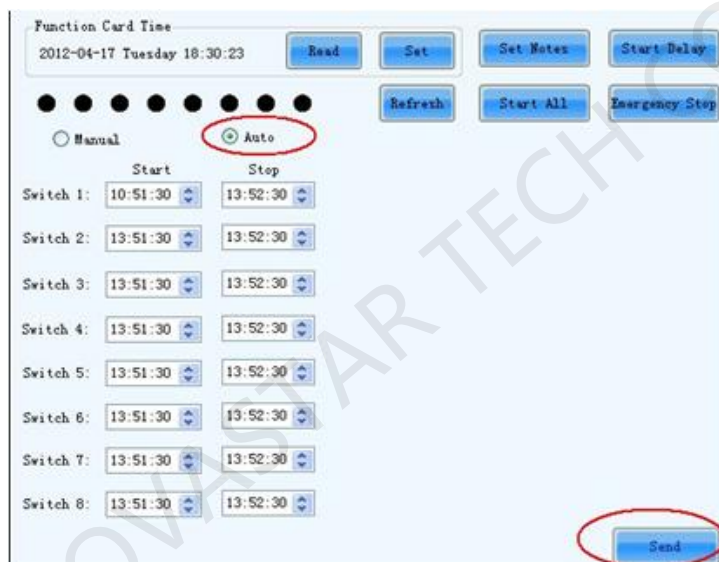 Function Card Time
2012-04-17 Tuesday 18:30:23 Read Set Set Notes Start Delay
Refresh Start All Emergency Stop
Manual Auto
Start Stop
Switch 1: 10:51:30 13:52:30
Switch 2: 13:51:30 13:52:30
Switch 3: 13:51:30 13:52:30
Switch 4: 13:51:30 13:52:30
Switch 5: 13:51:30 13:52:30
Switch 6: 13:51:30 13:52:30
Switch 7: 13:51:30 13:52:30
Switch 8: 13:51:30 13:52:30
Send
OVASTAR TECH CO